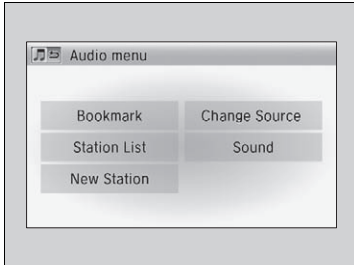 Audio menu
Bookmark
Change Source
Station List
Sound
New Station